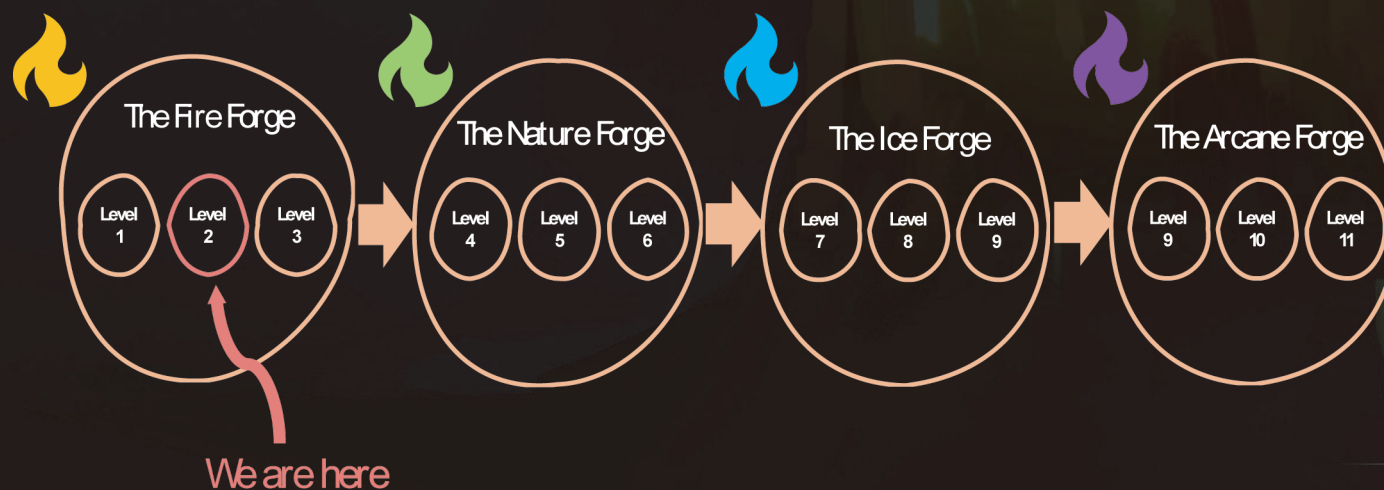 The Fire Forge
Level
1
Level
2
Level
3
The Nature Forge
Level
4
Level
5
Level
6
The Ice Forge
Level
7
Level
8
Level
9
The Arcane Forge
Level
9
Level
10
Level
11
We are here